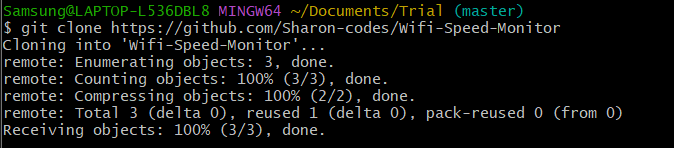 Samsung@LAPTOP-L536DBL8 MINGW64 ~/Documents/Trial (master)
$ git clone https://github.com/Sharon-codes/Wifi-Speed-Monitor
Cloning into 'Wifi-Speed-Monitor'...
remote: Enumerating objects: 3, done.
remote: Counting objects: 100% (3/3), done.
remote: Compressing objects: 100% (2/2), done.
remote: Total 3 (delta 0), reused 1 (delta 0), pack-reused 0 (from 0)
Receiving objects: 100% (3/3), done.